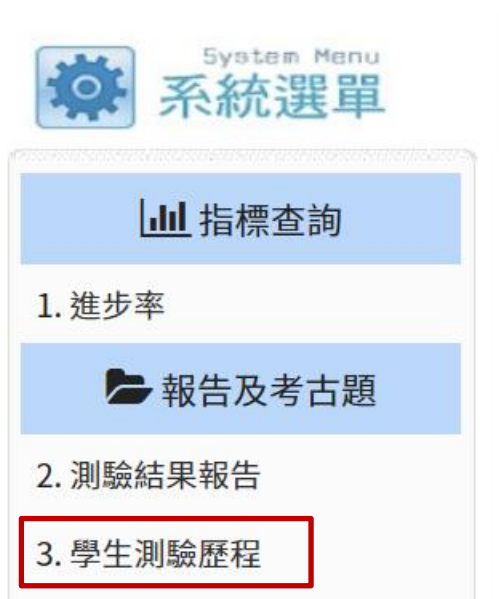 System Menu
系統選單
指標查詢
1. 進步率
報告及考古題
2. 測驗結果報告
3. 學生測驗歷程